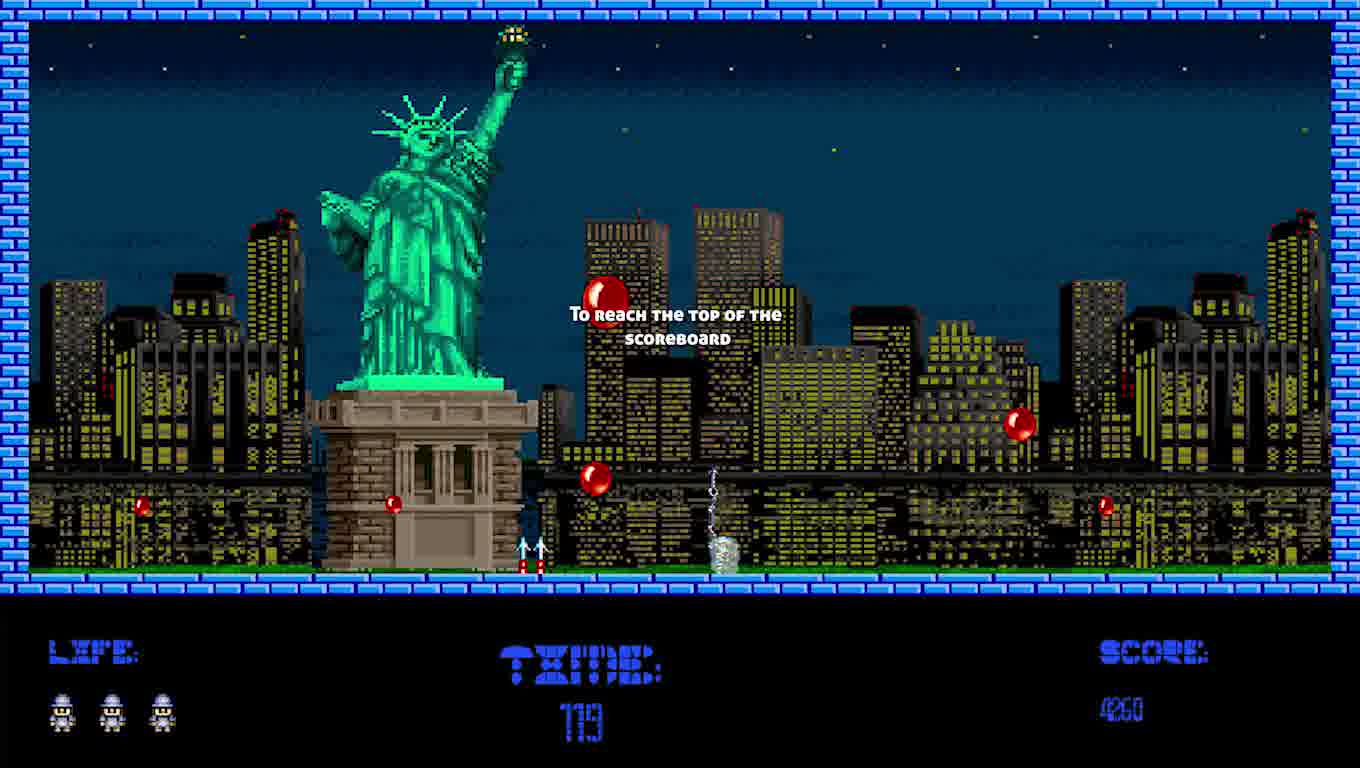 To reach the top of the
scoreboard
LIFE:
TIME:
SCORE:
119
4260